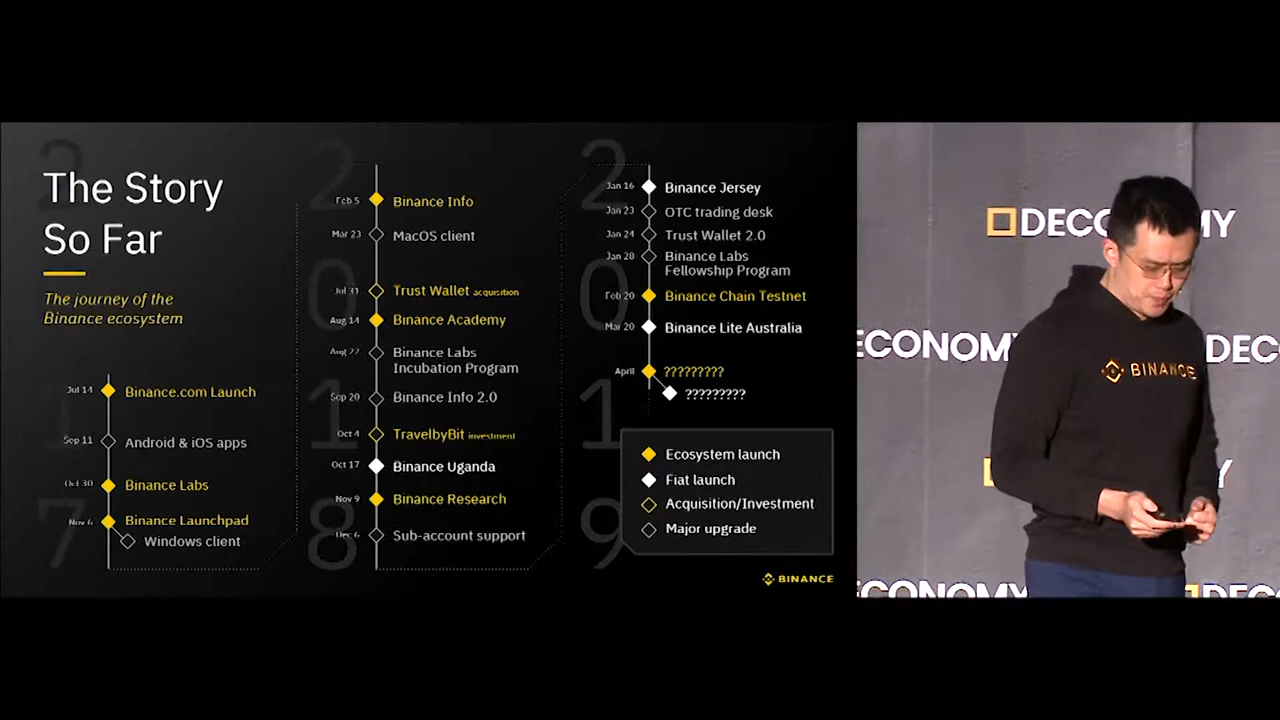 The Story
So Far
The journey of the
Binance ecosystem
2017
Jul 14 Binance.com Launch
Sep 11 Android & iOS apps
Oct 30 Binance Labs
Nov 6 Binance Launchpad
Windows client
2018
Feb 5 Binance Info
Mar 23 MacOS client
Jul 31 Trust Wallet acquisition
Aug 14 Binance Academy
Aug 22 Binance Labs
Incubation Program
Sep 20 Binance Info 2.0
Oct 4 TravelbyBit investment
Oct 17 Binance Uganda
Nov 9 Binance Research
Dec 6 Sub-account support
2019
Jan 16 Binance Jersey
Jan 23 OTC trading desk
Jan 24 Trust Wallet 2.0
Jan 28 Binance Labs
Fellowship Program
Feb 20 Binance Chain Testnet
Mar 20 Binance Lite Australia
April ?????????
?????????
Ecosystem launch
Fiat launch
Acquisition/Investment
Major upgrade
BINANCE
DECONOMY
ECONOMY
DEC
BINANCE
Y
ECONOMY
DECO